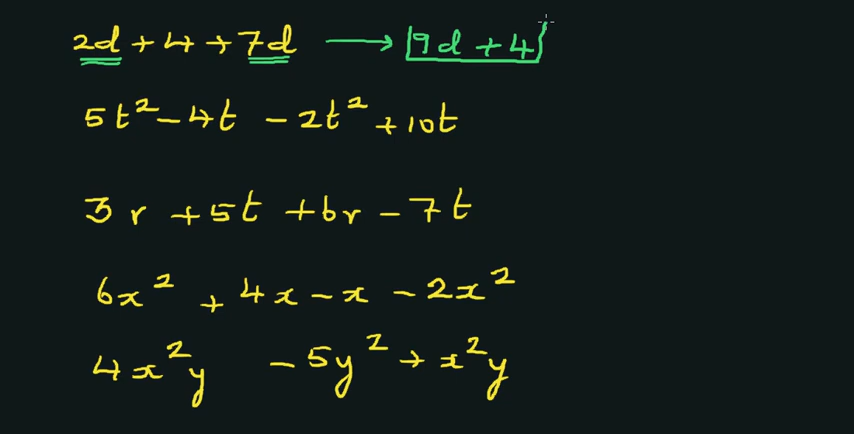 2d + 4 + 7d → 9d + 4
5t² - 4t - 2t² + 10t
3r + 5t + 6r - 7t
6x² + 4x - x - 2x²
4x²y - 5y² + x²y